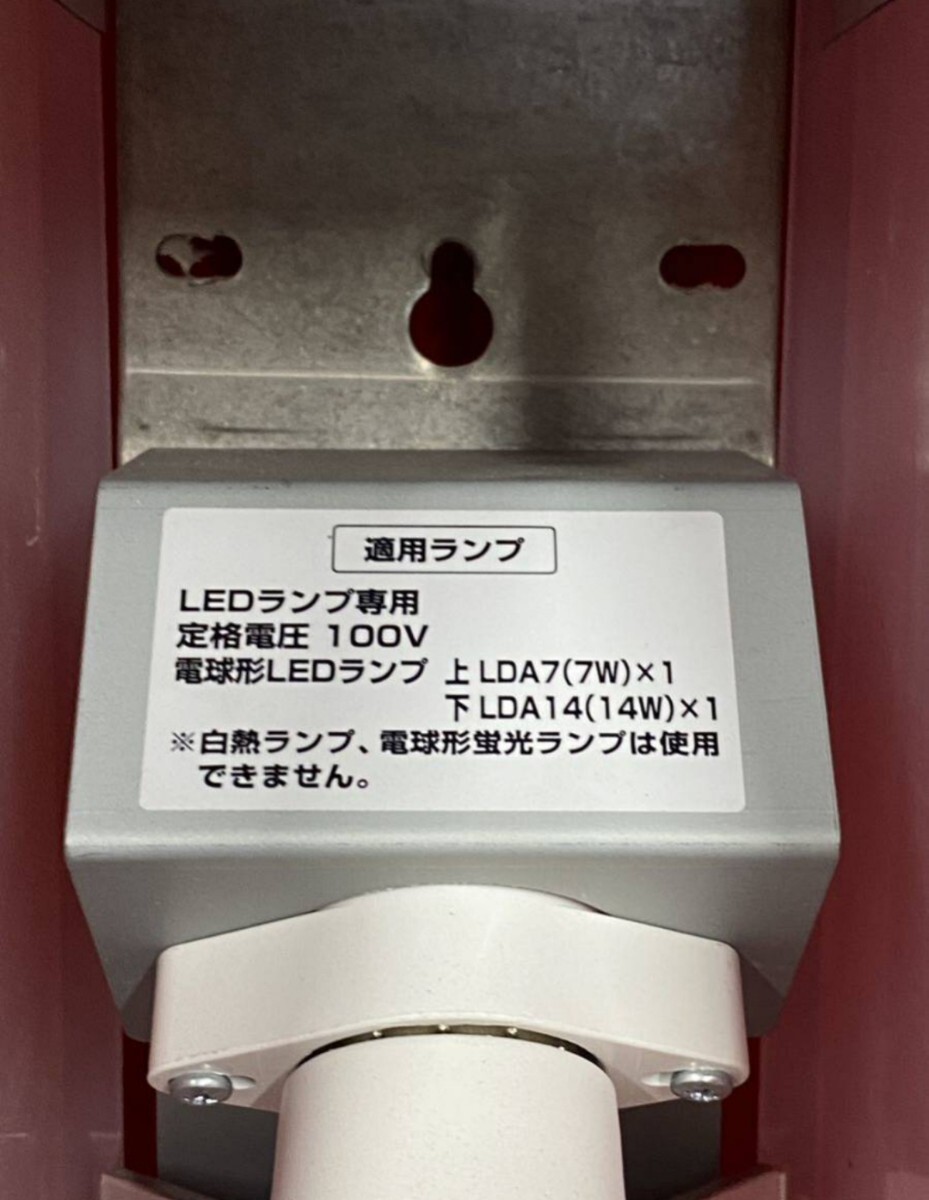 適用ランプ
LEDランプ専用
定格電圧 100V
電球形LEDランプ 上 LDA7(7W)×1
下 LDA14(14W)×1
※白熱ランプ、電球形蛍光ランプは使用
できません。